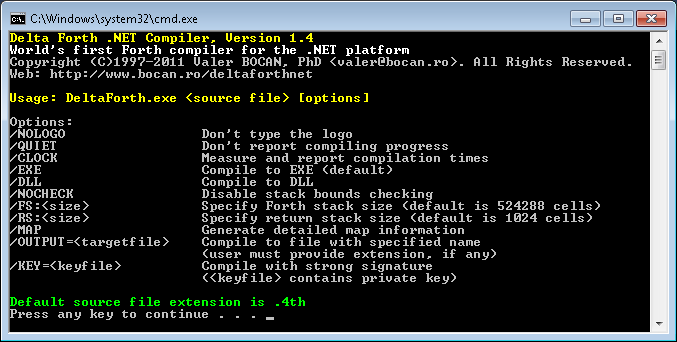 C:\Windows\system32\cmd.exe
Delta Forth .NET Compiler, Version 1.4
World's first Forth compiler for the .NET platform
Copyright (C)1997-2011 Valer BOCAN, PhD <valer@bocan.ro>. All Rights Reserved.
Web: http://www.bocan.ro/deltaforthnet
Usage: DeltaForth.exe <source file> [options]
Options:
/NOLOGO Don't type the logo
/QUIET Don't report compiling progress
/CLOCK Measure and report compilation times
/EXE Compile to EXE (default)
/DLL Compile to DLL
/NOCHECK Disable stack bounds checking
/FS:<size> Specify Forth stack size (default is 524288 cells)
/RS:<size> Specify return stack size (default is 1024 cells)
/MAP Generate detailed map information
/OUTPUT=<targetfile> Compile to file with specified name
(user must provide extension, if any)
/KEY=<keyfile> Compile with strong signature
(<keyfile> contains private key)
Default source file extension is .4th
Press any key to continue . . . _